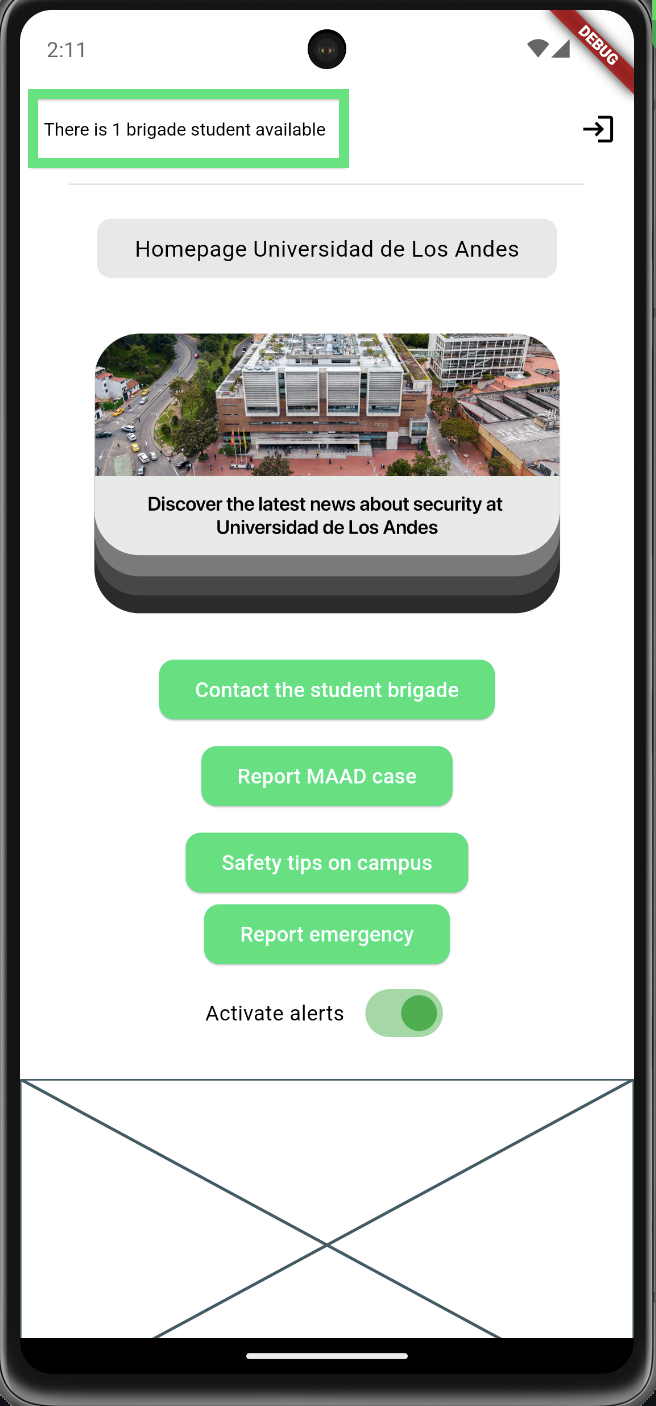 2:11
DEBUG
There is 1 brigade student available
Homepage Universidad de Los Andes
Discover the latest news about security at
Universidad de Los Andes
Contact the student brigade
Report MAAD case
Safety tips on campus
Report emergency
Activate alerts